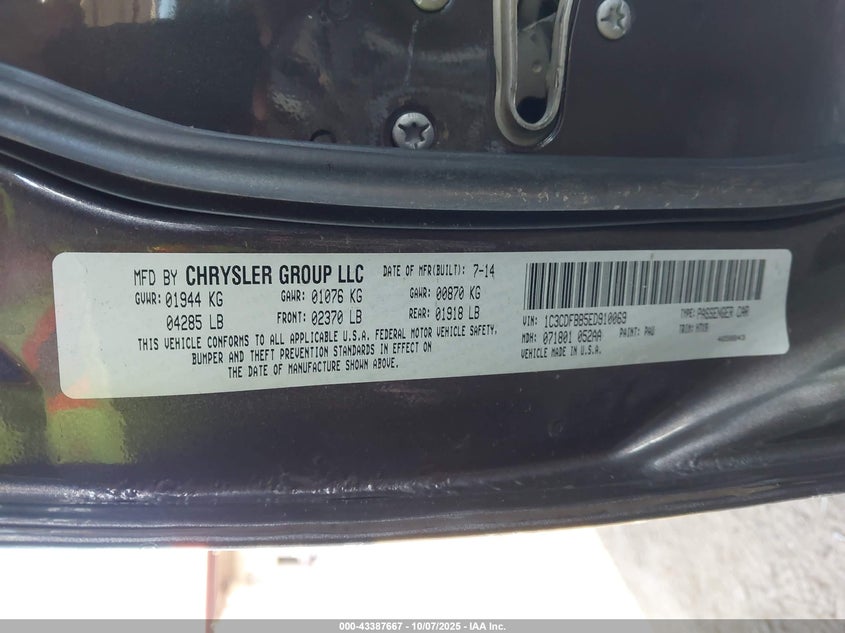 MFD BY CHRYSLER GROUP LLC DATE OF MFR(BUILT): 7-14
GVWR: 01944 KG GAWR: 01076 KG GAWR: 00870 KG
04285 LB FRONT: 02370 LB REAR: 01918 LB
THIS VEHICLE CONFORMS TO ALL APPLICABLE U.S.A. FEDERAL MOTOR VEHICLE SAFETY,
BUMPER AND THEFT PREVENTION STANDARDS IN EFFECT ON
THE DATE OF MANUFACTURE SHOWN ABOVE.
VIN: 1C3CDFBB5ED910069 TYPE: PASSENGER CAR
MDH: 071801 052AA PAINT: PAU TRIM: H7X9
MADE IN U.S.A.
000-43387667 - 10/07/2025 - IAA Inc.